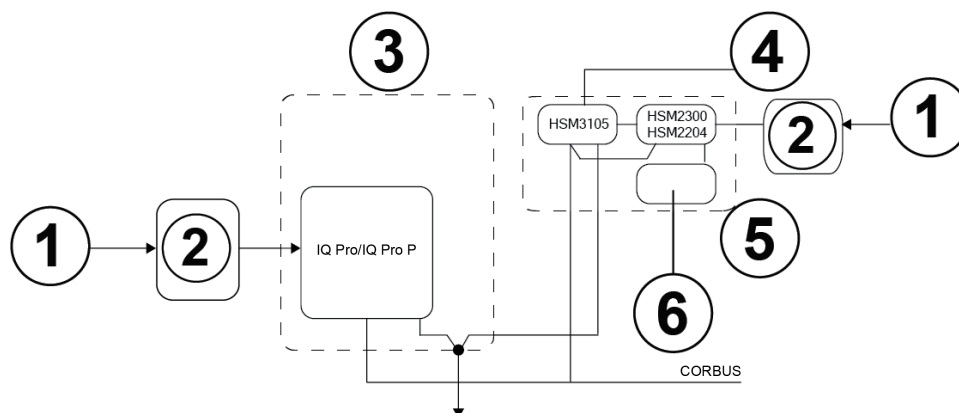 3
4
HSM3105
HSM2300
HSM2204
2
1
1
2
IQ Pro/IQ Pro P
5
6
CORBUS